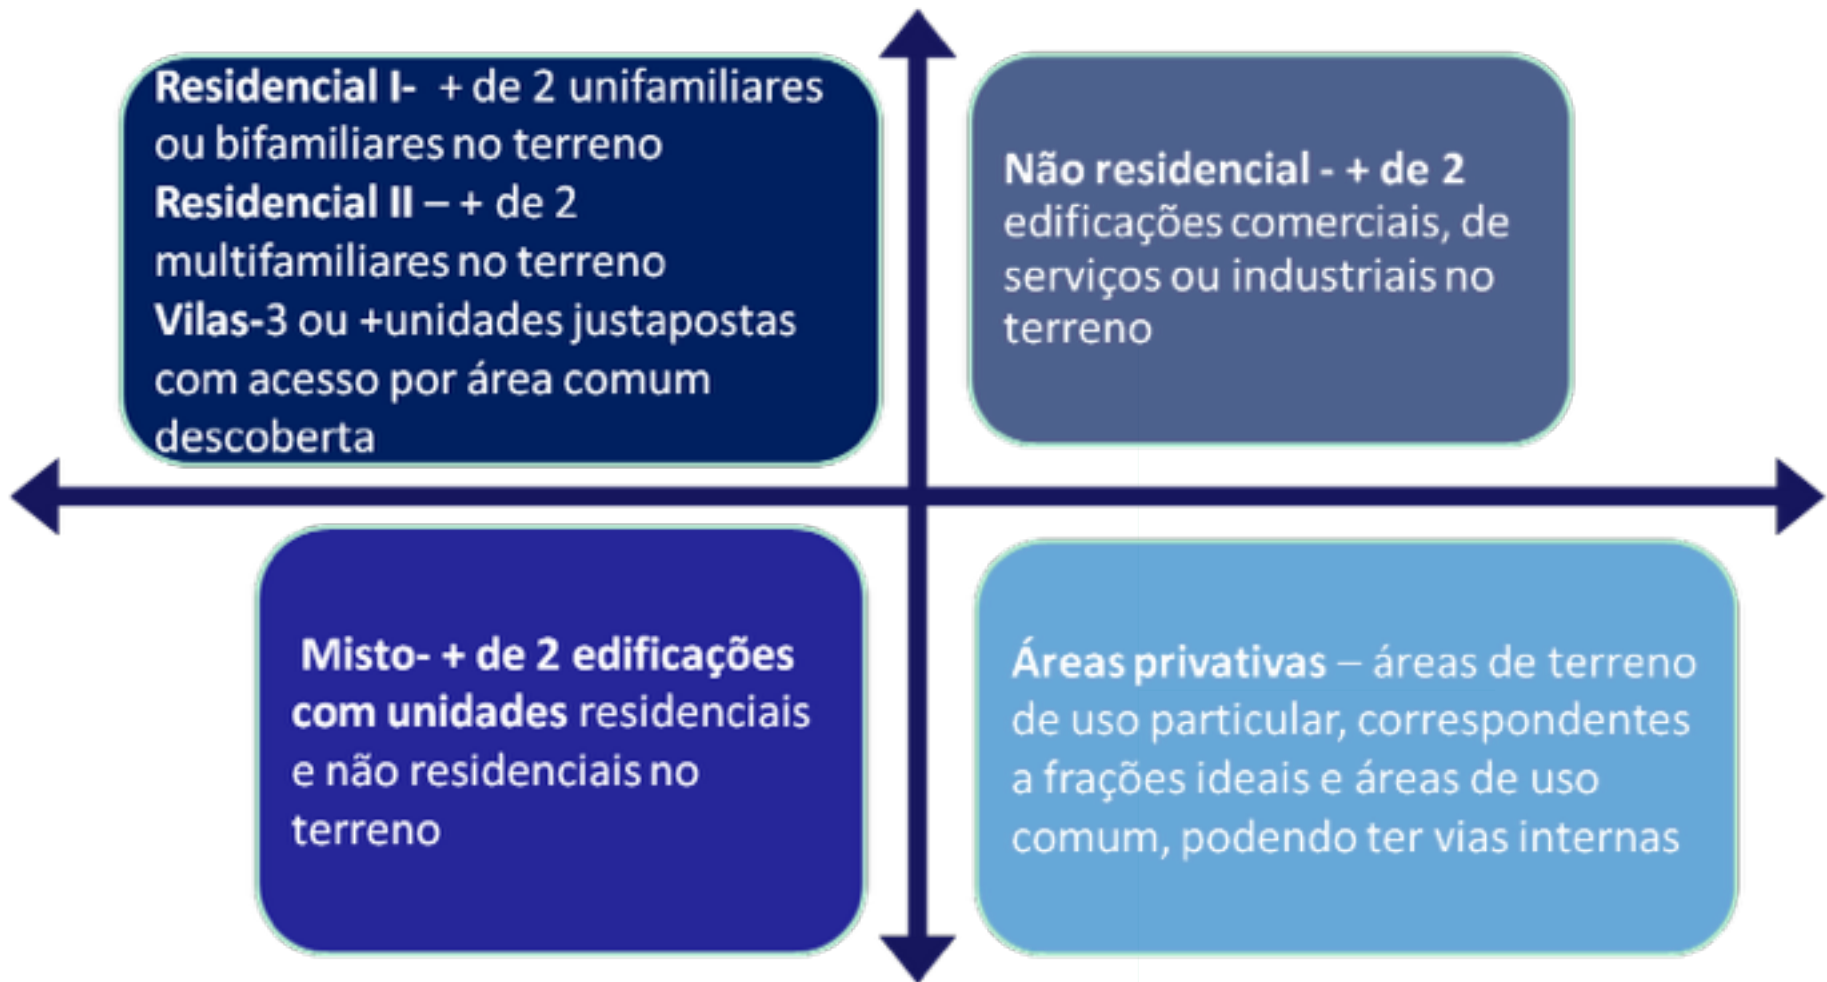 Residencial I- + de 2 unifamiliares
ou bifamiliares no terreno
Residencial II – + de 2
multifamiliares no terreno
Vilas-3 ou +unidades justapostas
com acesso por área comum
descoberta
Não residencial - + de 2
edificações comerciais, de
serviços ou industriais no
terreno
Misto- + de 2 edificações
com unidades residenciais
e não residenciais no
terreno
Áreas privativas – áreas de terreno
de uso particular, correspondentes
a frações ideais e áreas de uso
comum, podendo ter vias internas